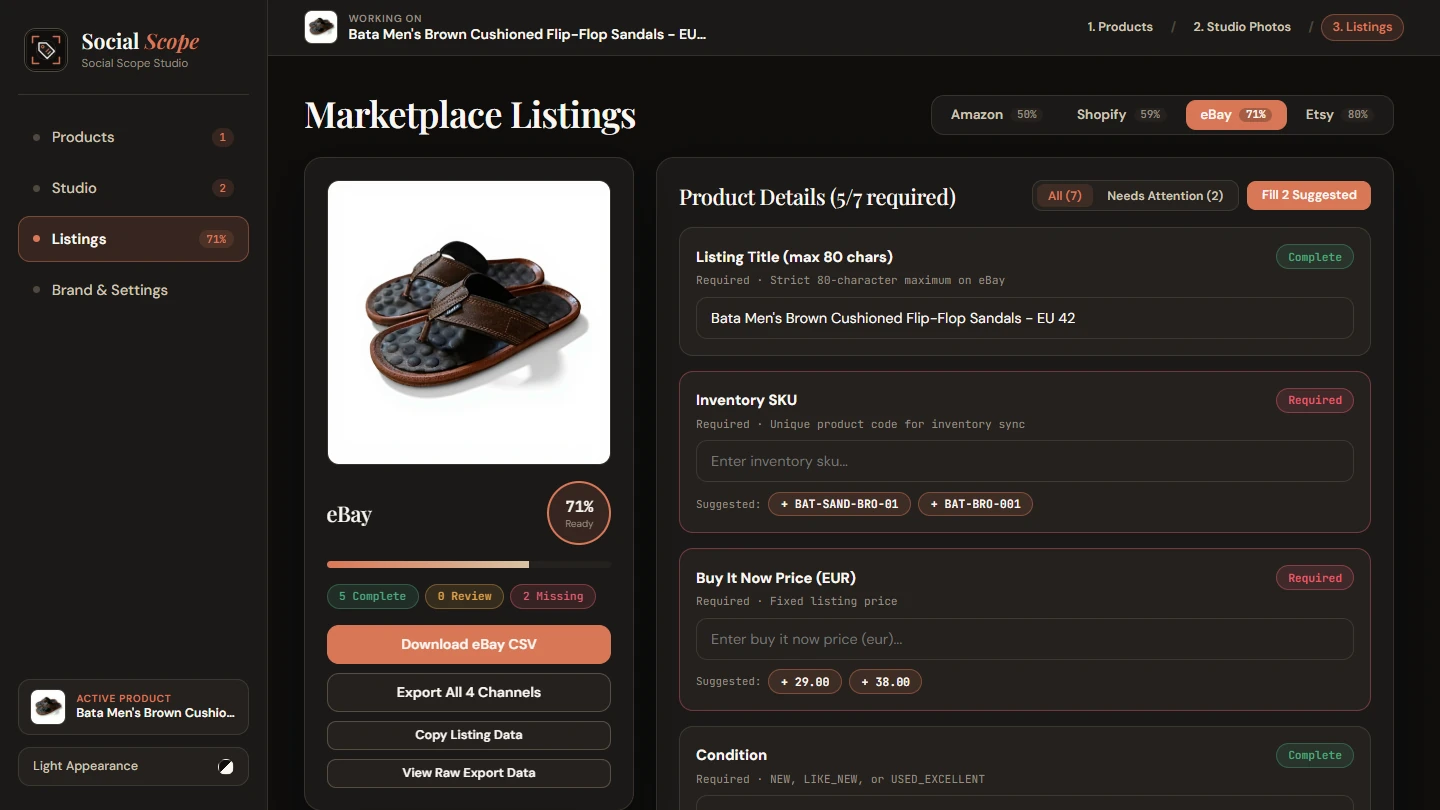 Social Scope
Social Scope Studio
Products 1
Studio 2
Listings 71%
Brand & Settings
ACTIVE PRODUCT
Bata Men's Brown Cushio...
Light Appearance
WORKING ON
Bata Men's Brown Cushioned Flip-Flop Sandals - EU...
1. Products / 2. Studio Photos / 3. Listings
Marketplace Listings
Amazon 50% Shopify 59% eBay 71% Etsy 80%
eBay
71%
Ready
5 Complete 0 Review 2 Missing
Download eBay CSV
Export All 4 Channels
Copy Listing Data
View Raw Export Data
Product Details (5/7 required)
All (7) Needs Attention (2) Fill 2 Suggested
Listing Title (max 80 chars) Complete
Required · Strict 80-character maximum on eBay
Bata Men's Brown Cushioned Flip-Flop Sandals - EU 42
Inventory SKU Required
Required · Unique product code for inventory sync
Enter inventory sku...
Suggested: + BAT-SAND-BRO-01 + BAT-BRO-001
Buy It Now Price (EUR) Required
Required · Fixed listing price
Enter buy it now price (eur)...
Suggested: + 29.00 + 38.00
Condition Complete
Required · NEW, LIKE_NEW, or USED_EXCELLENT